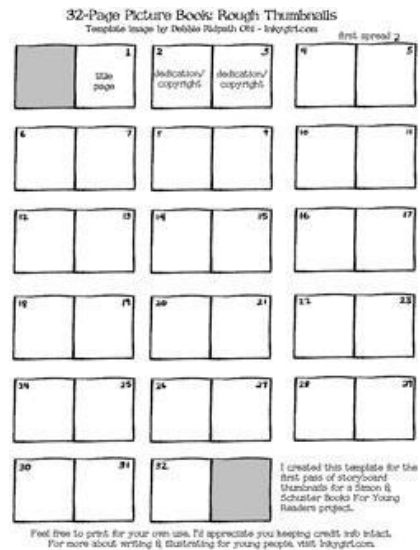 32-Page Picture Book: Rough Thumbnails
Template image by Debbie Ridpath Ohi - Inkygirl.com
first spread
1
2
3
4
5
title
page
dedication/
copyright
dedication/
copyright
6
7
8
9
10
11
12
13
14
15
16
17
18
19
20
21
22
23
24
25
26
27
28
29
30
31
32
I created this template for the
first pass of storyboard
thumbnails for a Simon &
Schuster Books For Young
Readers project.
Feel free to print for your own use. I'd appreciate you keeping credit info intact.
For more about writing & illustrating for young people, visit Inkygirl.com.